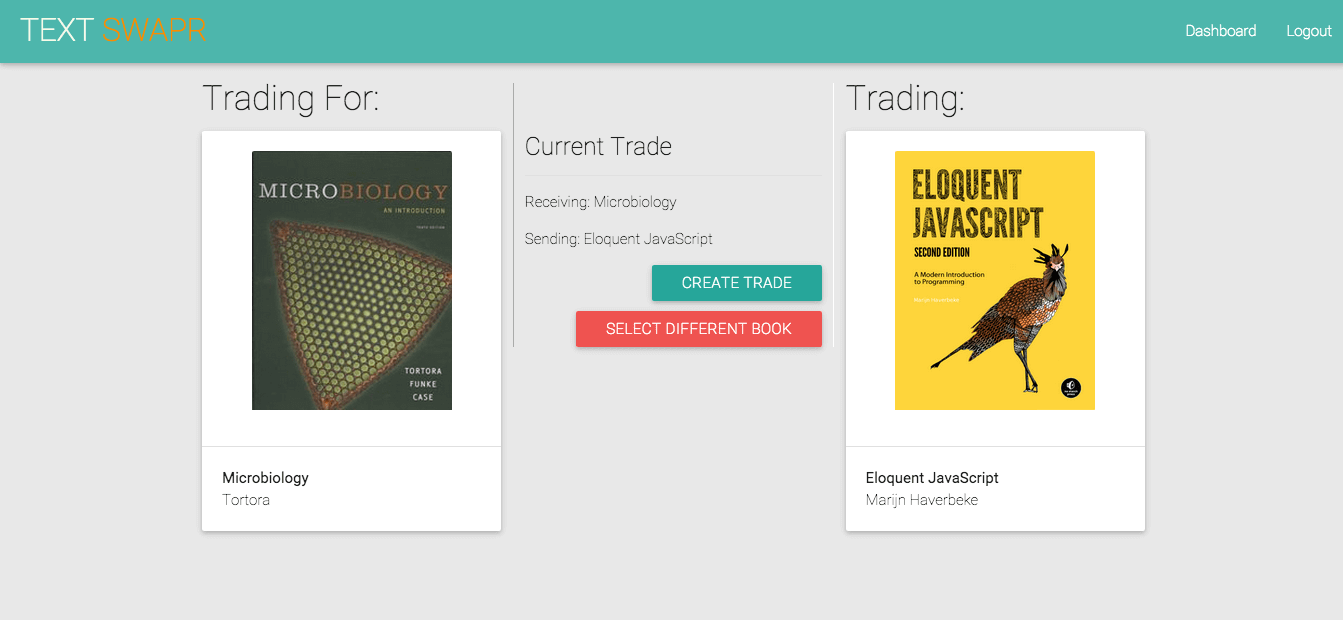 TEXT SWAPR
Dashboard
Logout
Trading For:
MICROBIOLOGY
AN INTRODUCTION
TENTH EDITION
TORTORA
FUNKE
CASE
Microbiology
Tortora
Current Trade
Receiving: Microbiology
Sending: Eloquent JavaScript
CREATE TRADE
SELECT DIFFERENT BOOK
Trading:
ELOQUENT
JAVASCRIPT
SECOND EDITION
A Modern Introduction
to Programming
Marijn Haverbeke
Eloquent JavaScript
Marijn Haverbeke